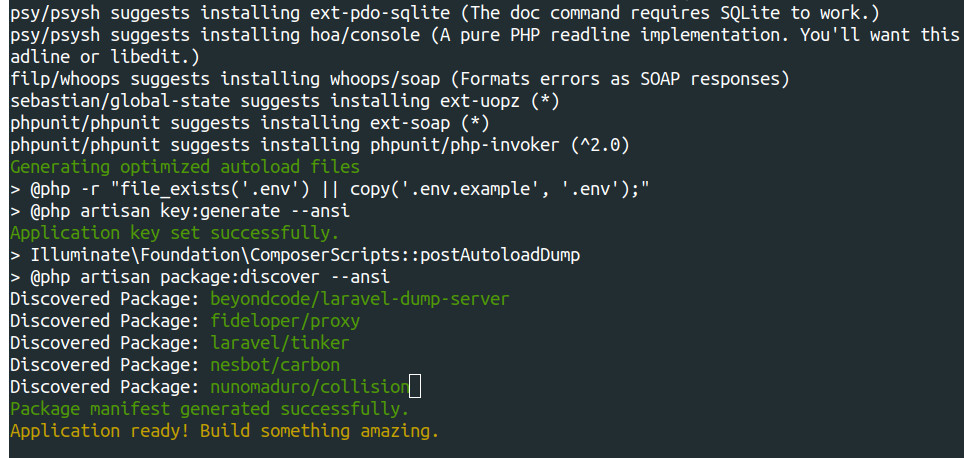 psy/psysh suggests installing ext-pdo-sqlite (The doc command requires SQLite to work.)
psy/psysh suggests installing hoa/console (A pure PHP readline implementation. You'll want this
adline or libedit.)
filp/whoops suggests installing whoops/soap (Formats errors as SOAP responses)
sebastian/global-state suggests installing ext-uopz (*)
phpunit/phpunit suggests installing ext-soap (*)
phpunit/phpunit suggests installing phpunit/php-invoker (^2.0)
Generating optimized autoload files
> @php -r "file_exists('.env') || copy('.env.example', '.env');"
> @php artisan key:generate --ansi
Application key set successfully.
> Illuminate\Foundation\ComposerScripts::postAutoloadDump
> @php artisan package:discover --ansi
Discovered Package: beyondcode/laravel-dump-server
Discovered Package: fideloper/proxy
Discovered Package: laravel/tinker
Discovered Package: nesbot/carbon
Discovered Package: nunomaduro/collision
Package manifest generated successfully.
Application ready! Build something amazing.